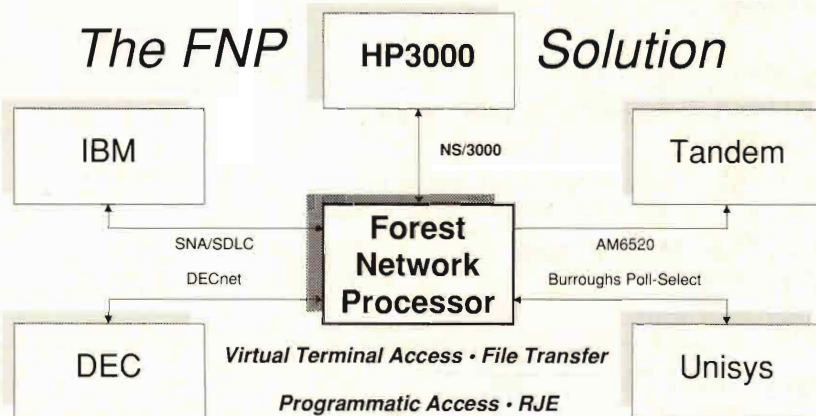 The FNP Solution
HP3000
IBM
NS/3000
Tandem
Forest
Network
Processor
SNA/SDLC
AM6520
DECnet
Burroughs Poll-Select
DEC
Virtual Terminal Access • File Transfer
Unisys
Programmatic Access • RJE